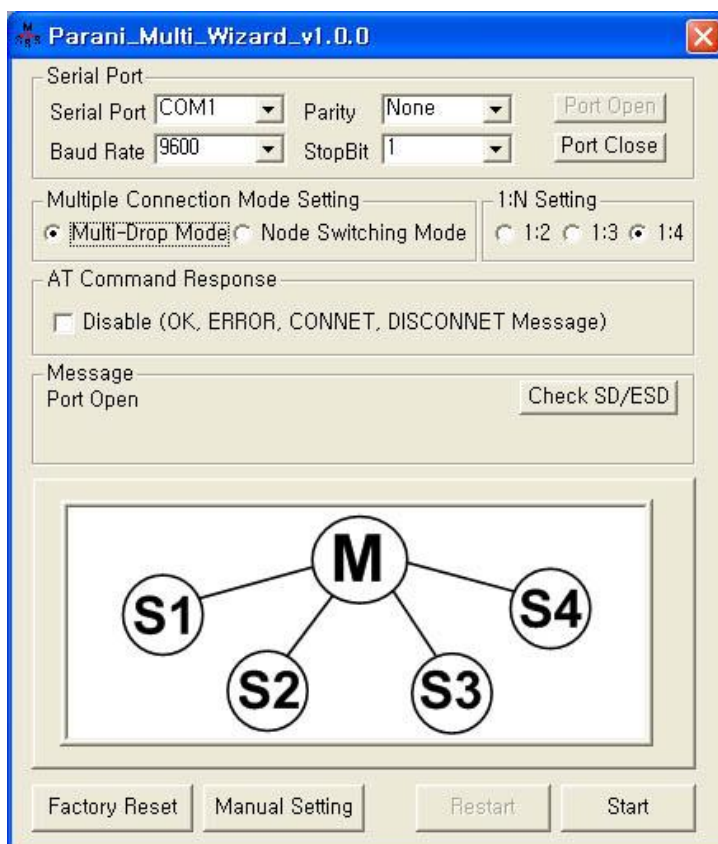 Parani_Multi_Wizard_v1.0.0
Serial Port
Serial Port COM1 Parity None Port Open
Baud Rate 9600 StopBit 1 Port Close
Multiple Connection Mode Setting 1:N Setting
Multi-Drop Mode Node Switching Mode 1:2 1:3 1:4
AT Command Response
Disable (OK, ERROR, CONNET, DISCONNET Message)
Message
Port Open Check SD/ESD
M
S1 S4
S2 S3
Factory Reset Manual Setting Restart Start